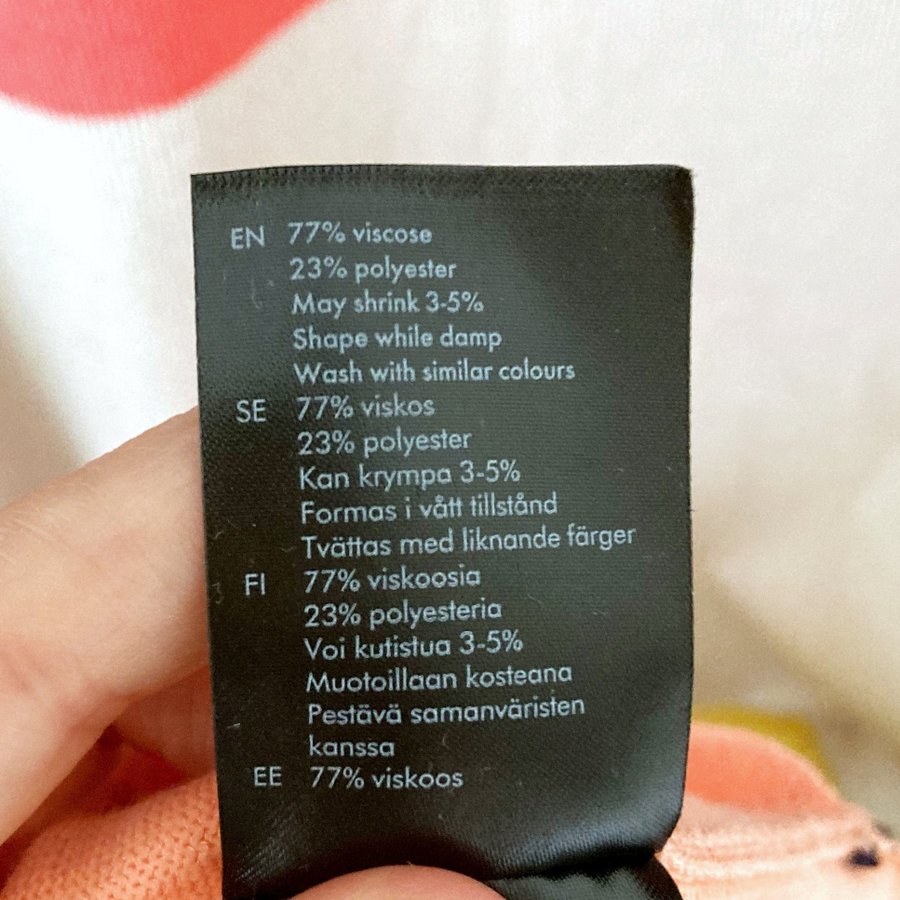 EN 77% viscose
23% polyester
May shrink 3-5%
Shape while damp
Wash with similar colours
SE 77% viskos
23% polyester
Kan krympa 3-5%
Formas i vått tillstånd
Tvättas med liknande färger
FI 77% viskoosia
23% polyesteria
Voi kutistua 3-5%
Muotoillaan kosteana
Pestävä samanväristen
kanssa
EE 77% viskoos